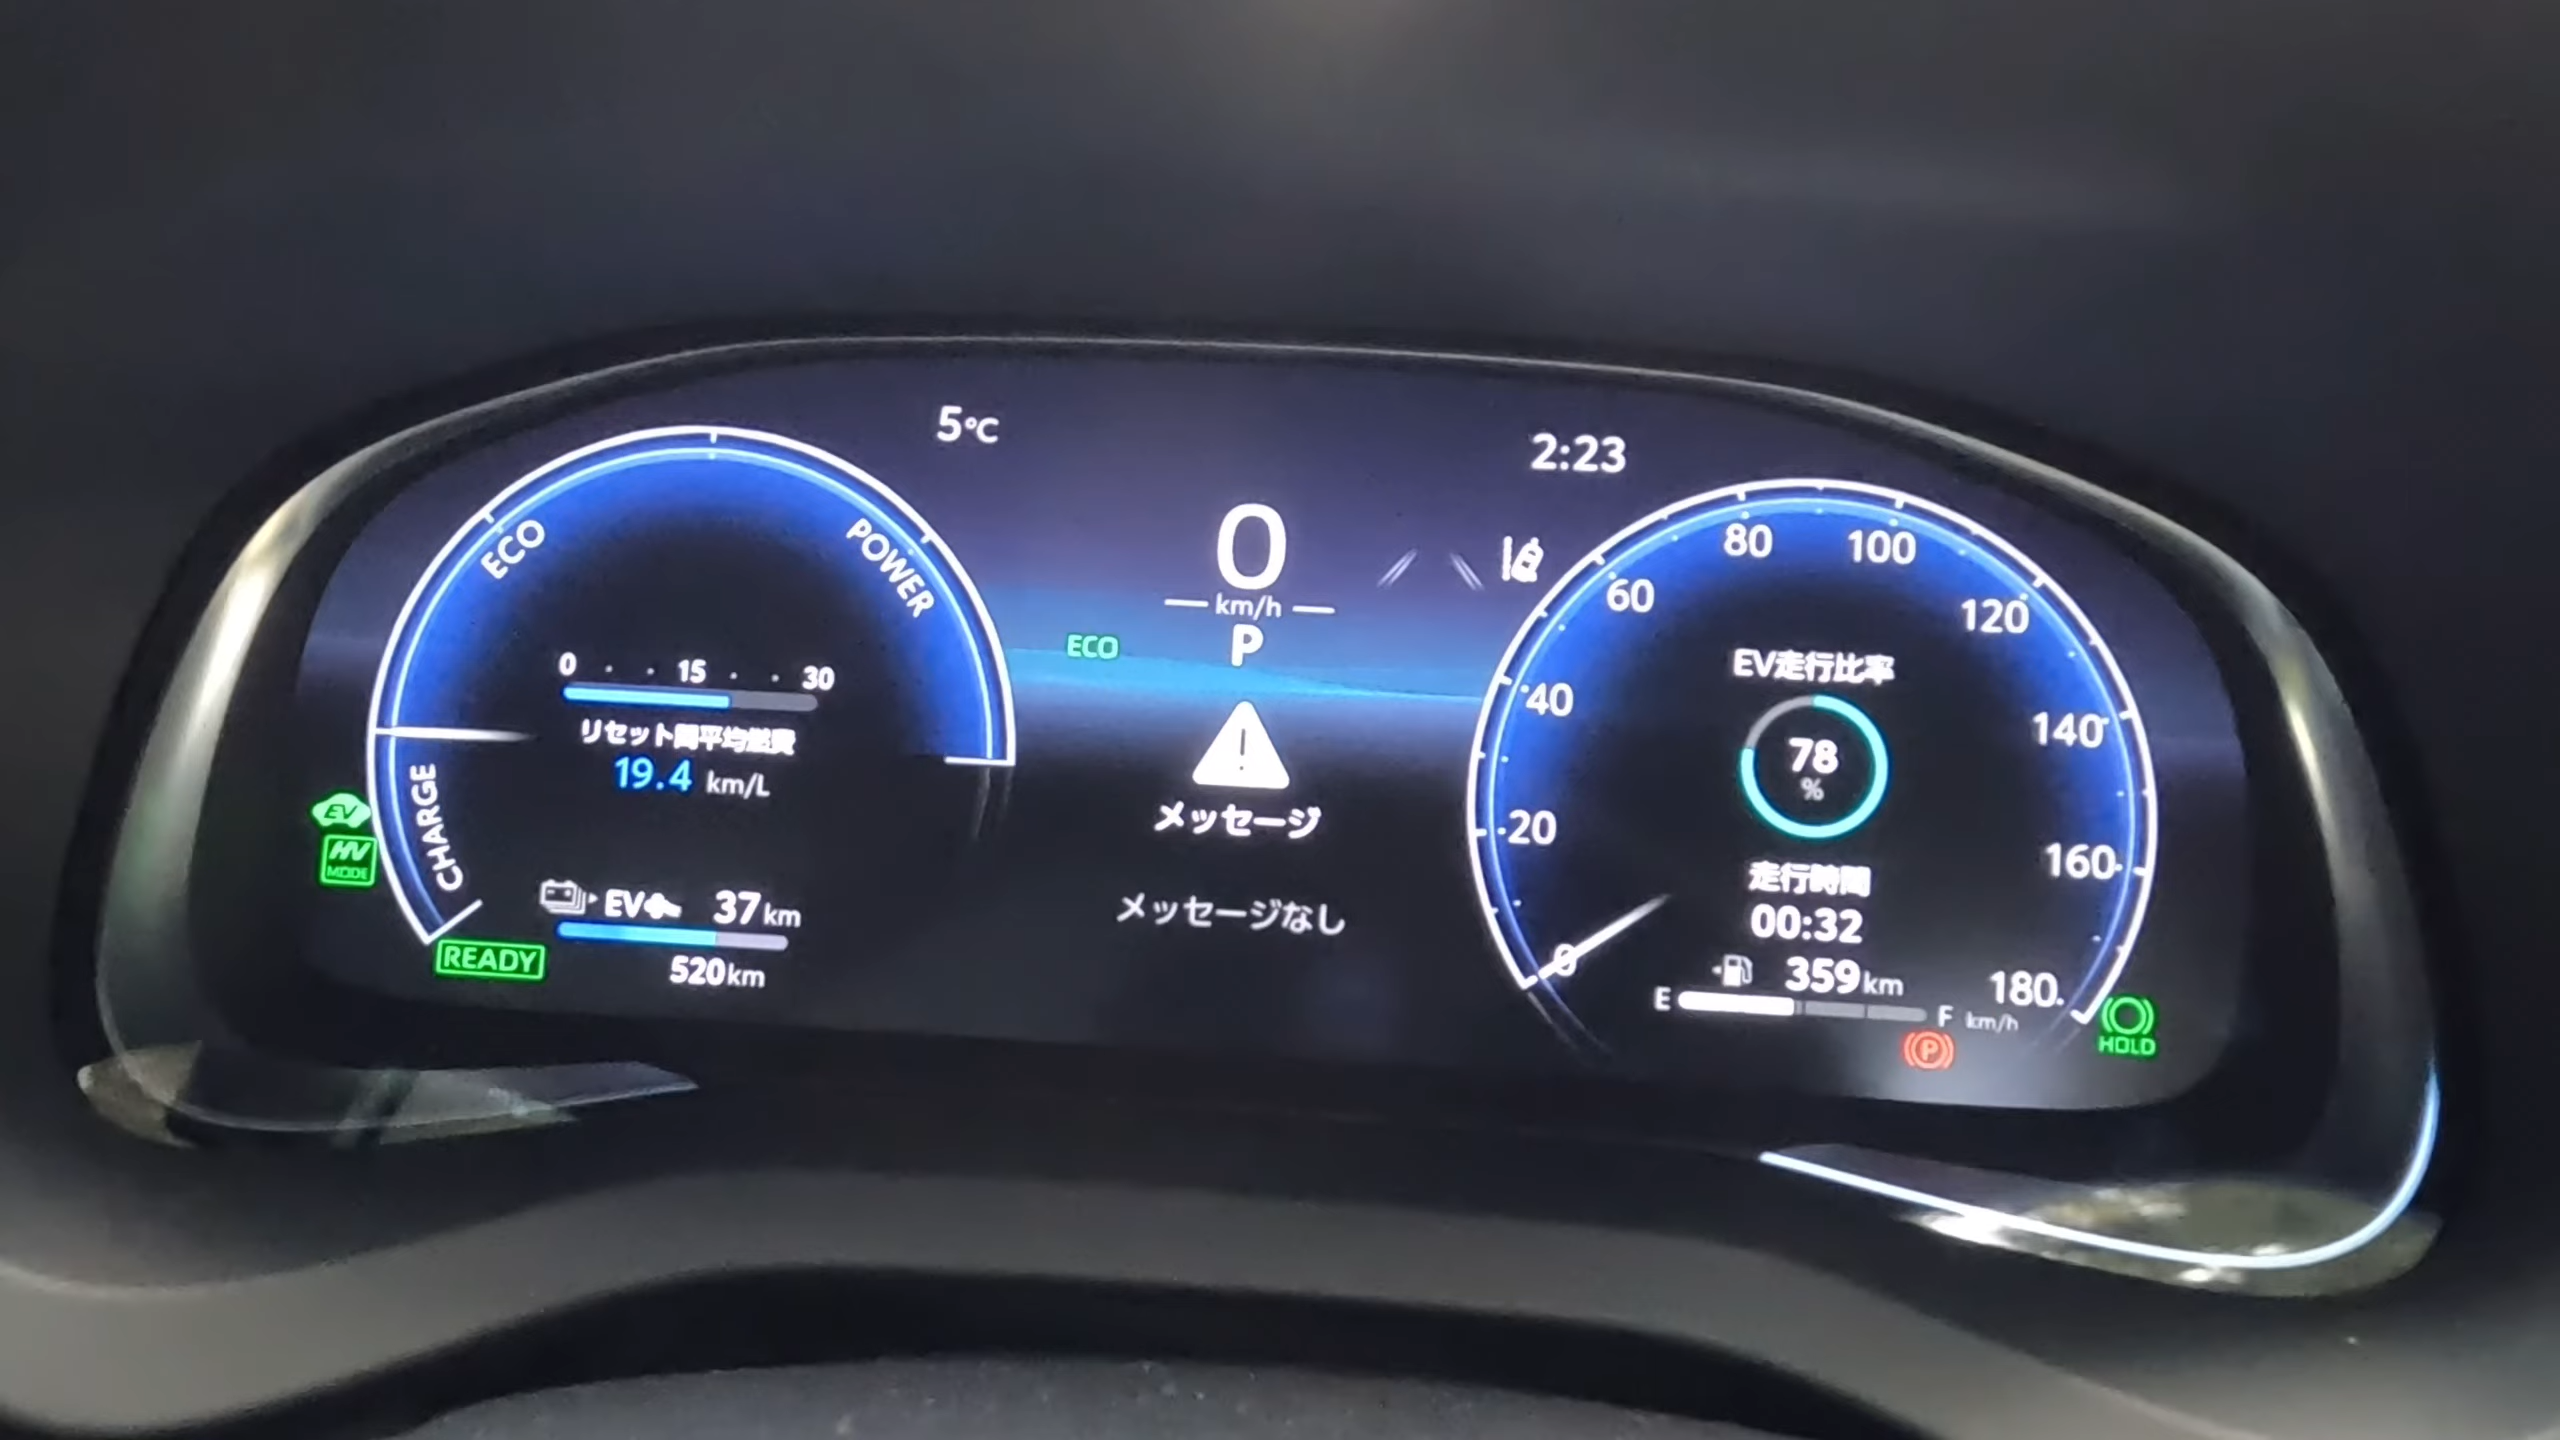 5℃
2:23
ECO
POWER
CHARGE
0 15 30
リセット間平均燃費
19.4 km/L
EV
HV
MODE
EV 37 km
520 km
READY
0
km/h
ECO
P
メッセージ
メッセージなし
0 20 40 60 80 100 120 140 160 180
km/h
EV走行比率
78
%
走行時間
00:32
359 km
E F
P
HOLD